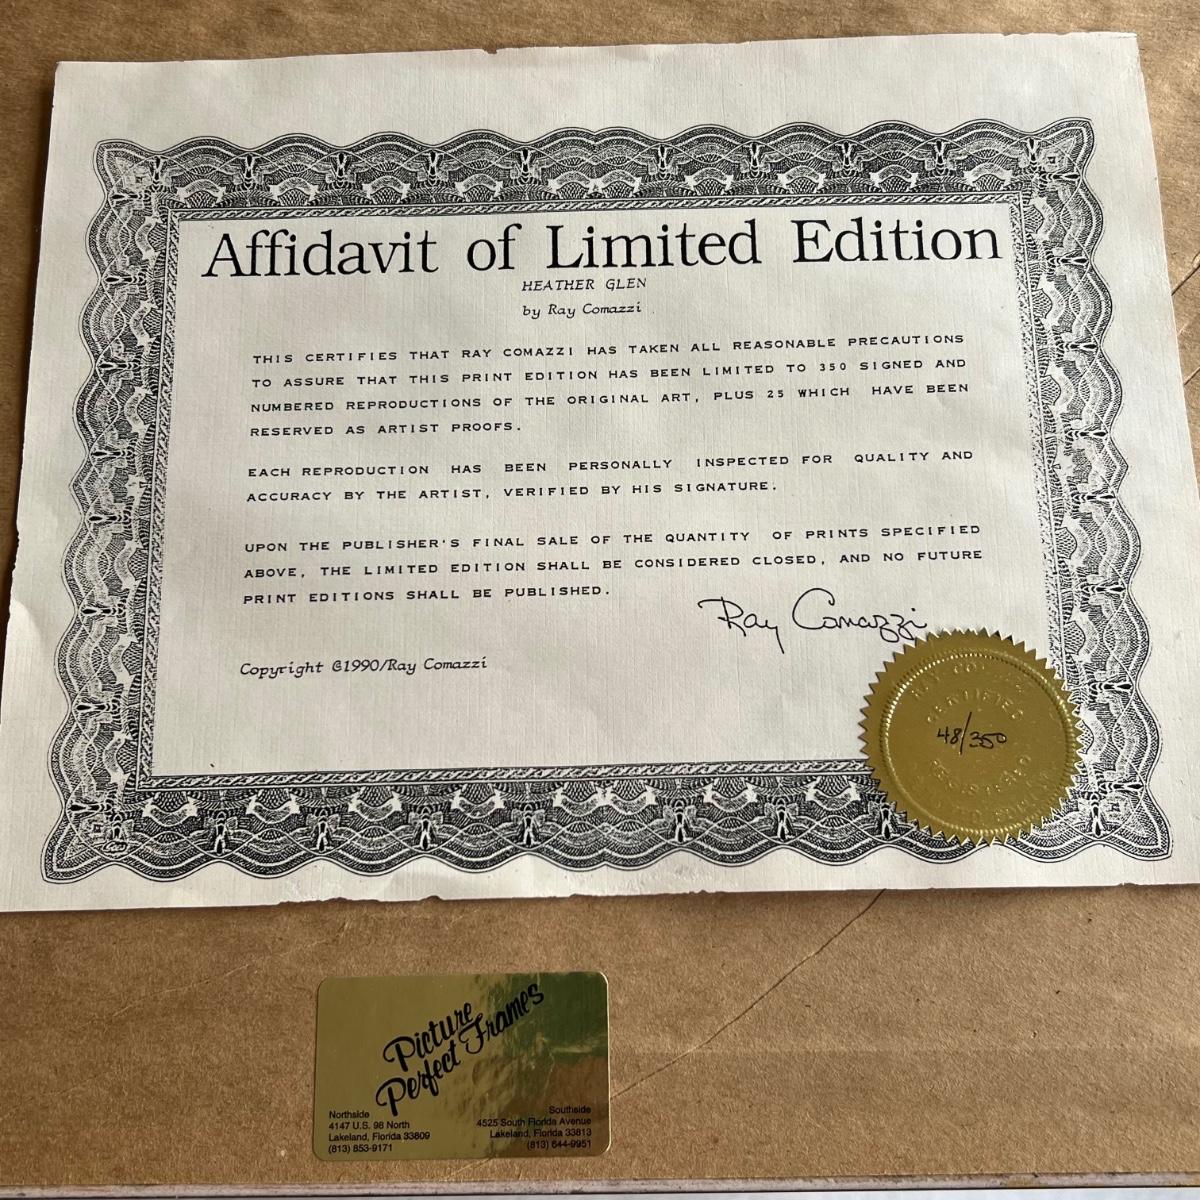 Affidavit of Limited Edition
HEATHER GLEN
by Ray Comazzi
THIS CERTIFIES THAT RAY COMAZZI HAS TAKEN ALL REASONABLE PRECAUTIONS
TO ASSURE THAT THIS PRINT EDITION HAS BEEN LIMITED TO 350 SIGNED AND
NUMBERED REPRODUCTIONS OF THE ORIGINAL ART, PLUS 25 WHICH HAVE BEEN
RESERVED AS ARTIST PROOFS.
EACH REPRODUCTION HAS BEEN PERSONALLY INSPECTED FOR QUALITY AND
ACCURACY BY THE ARTIST, VERIFIED BY HIS SIGNATURE.
UPON THE PUBLISHER'S FINAL SALE OF THE QUANTITY OF PRINTS SPECIFIED
ABOVE, THE LIMITED EDITION SHALL BE CONSIDERED CLOSED, AND NO FUTURE
PRINT EDITIONS SHALL BE PUBLISHED.
Ray Comazzi
Copyright ©1990/Ray Comazzi
CERTIFIED
48/350
REGISTERED
Picture
Perfect Frames
Northside
4147 U.S. 98 North
Lakeland, Florida 33809
(813) 853-9171
Southside
4525 South Florida Avenue
Lakeland, Florida 33813
(813) 644-9951